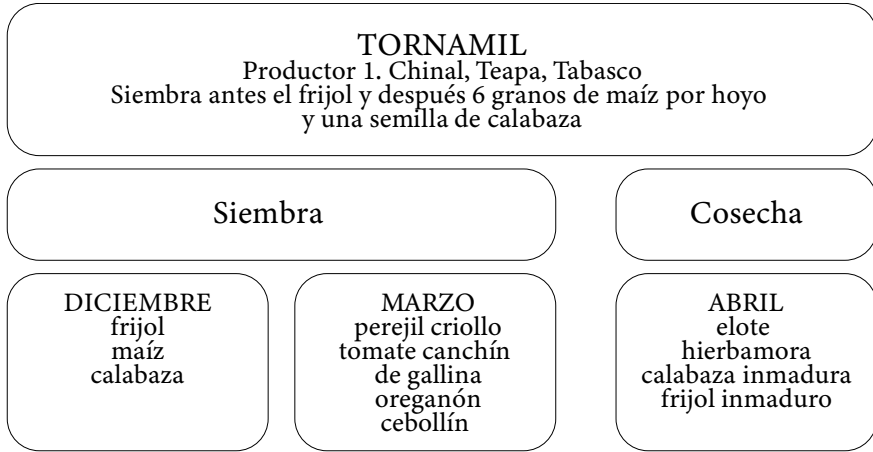 TORNAMIL
Productor 1. Chinal, Teapa, Tabasco
Siembra antes el frijol y después 6 granos de maíz por hoyo
y una semilla de calabaza
Siembra
Cosecha
DICIEMBRE
frijol
maíz
calabaza
MARZO
perejil criollo
tomate canchín
de gallina
oreganón
cebollín
ABRIL
elote
hierbamora
calabaza inmadura
frijol inmaduro